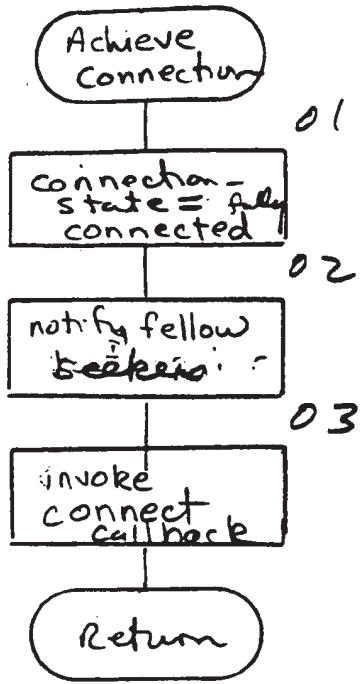 Achieve
Connection
01
connection-
state = fully
connected
02
notify fellow
seekers
03
invoke
connect
callback
Return